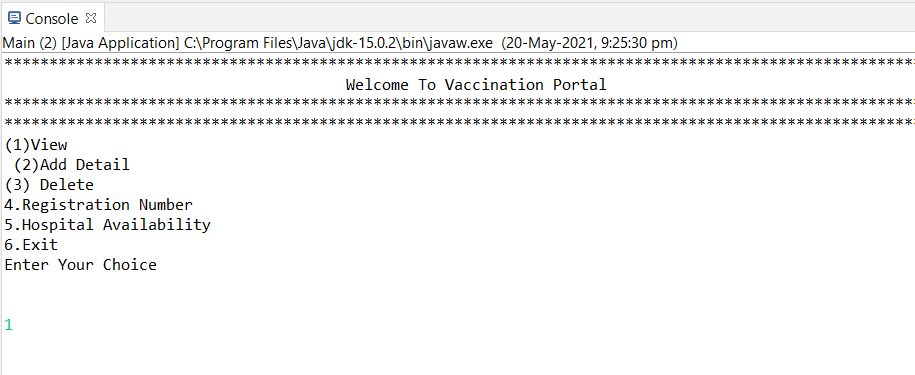 Console
Main (2) [Java Application] C:\Program Files\Java\jdk-15.0.2\bin\javaw.exe (20-May-2021, 9:25:30 pm)
*****************************************************************************************************
Welcome To Vaccination Portal
*****************************************************************************************************
*****************************************************************************************************
(1)View
(2)Add Detail
(3) Delete
4.Registration Number
5.Hospital Availability
6.Exit
Enter Your Choice
1